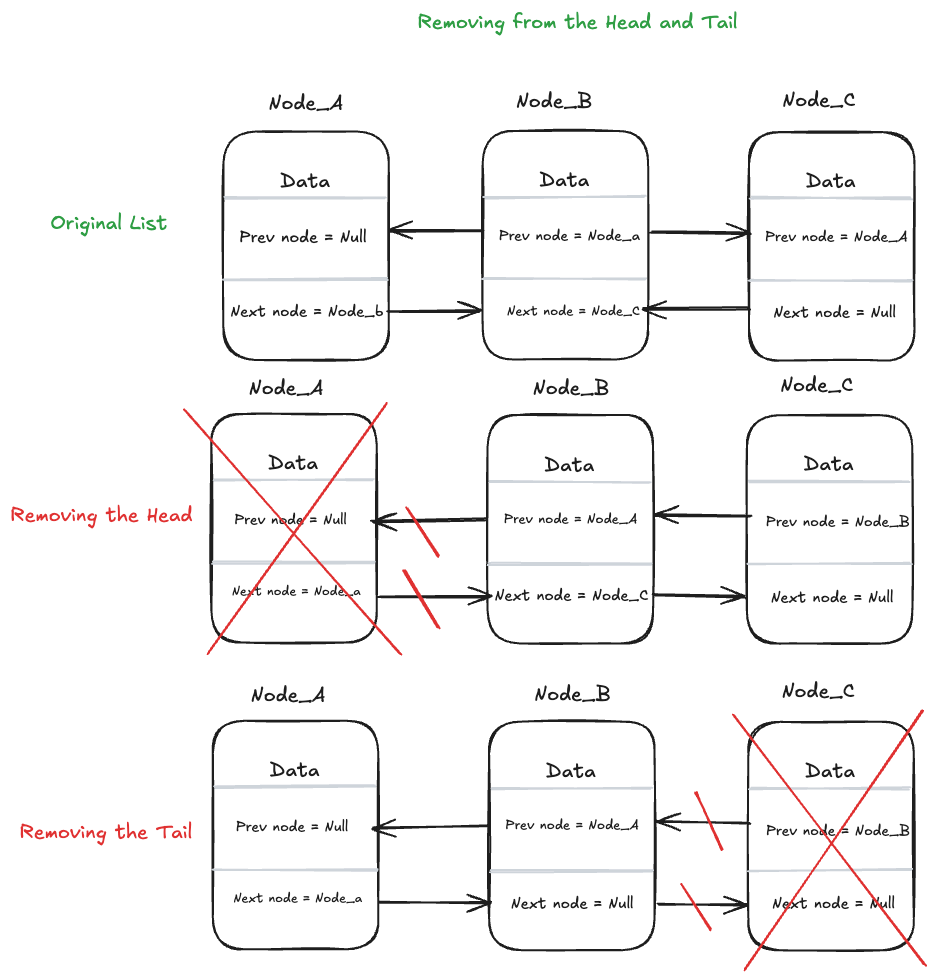 Removing from the Head and Tail
Node_A
Node_B
Node_C
Original List
Data
Data
Data
Prev node = Null
Prev node = Node_a
Prev node = Node_A
Next node = Node_b
Next node = Node_C
Next node = Null
Node_A
Node_B
Node_C
Removing the Head
Data
Data
Data
Prev node = Null
Prev node = Node_A
Prev node = Node_B
Next node = Node_a
Next node = Node_C
Next node = Null
Node_A
Node_B
Node_C
Removing the Tail
Data
Data
Data
Prev node = Null
Prev node = Node_A
Prev node = Node_B
Next node = Node_a
Next node = Null
Next node = Null